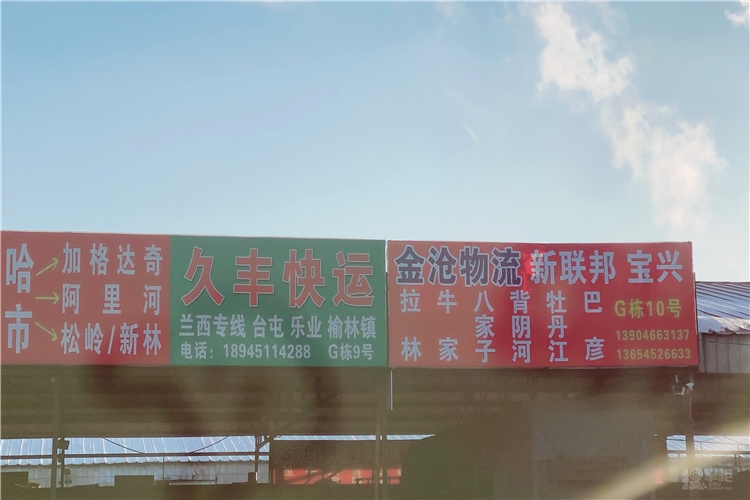 哈市
加格达奇
阿里河
松岭/新林
久丰快运
兰西专线 台屯 乐业 榆林镇
电话：18945114288 G栋9号
金沧物流 新联邦 宝兴
拉林
牛家
八家子
背阴河
牡丹江
巴彦
G栋10号
13904663137
13654526633